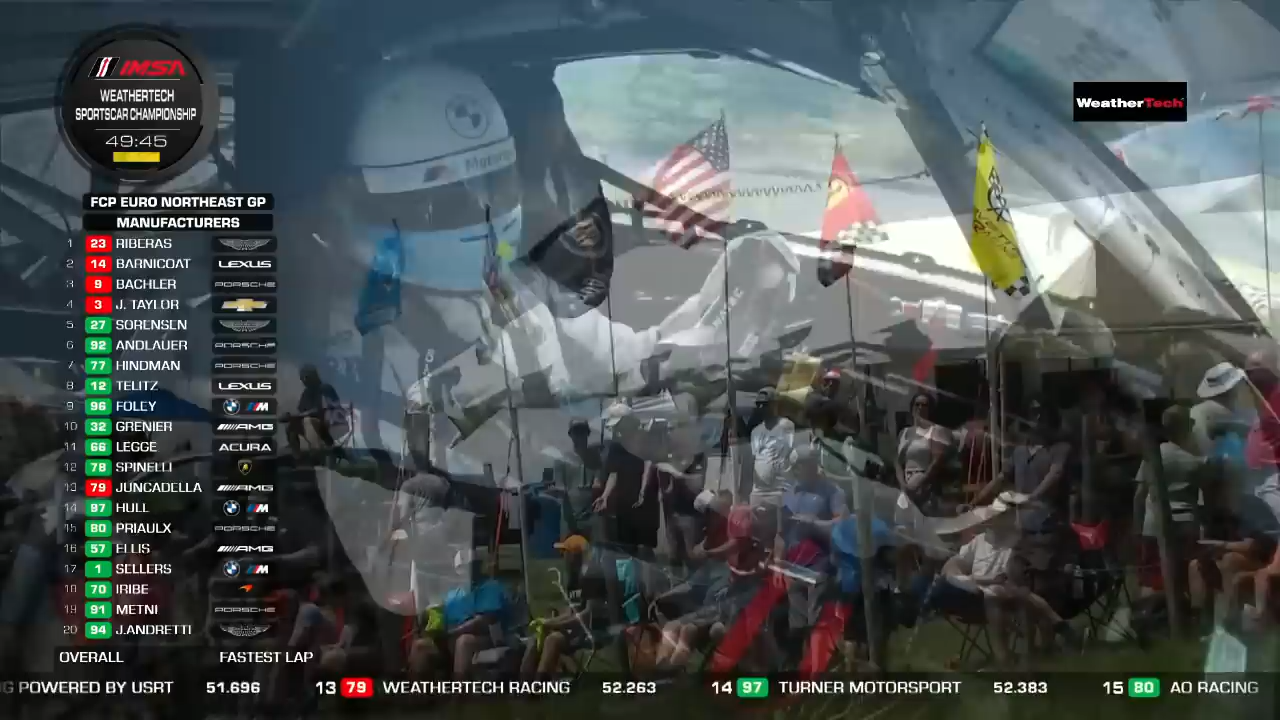 IMSA
WEATHERTECH
SPORTSCAR CHAMPIONSHIP
49:45
WeatherTech
FCP EURO NORTHEAST GP
MANUFACTURERS
1 23 RIBERAS
2 14 BARNICOAT LEXUS
3 9 BACHLER PORSCHE
4 3 J. TAYLOR
5 27 SORENSEN
6 92 ANDLAUER PORSCHE
7 77 HINDMAN PORSCHE
8 12 TELITZ LEXUS
9 96 FOLEY M
10 32 GRENIER AMG
11 66 LEGGE ACURA
12 78 SPINELLI
13 79 JUNCADELLA AMG
14 97 HULL M
15 80 PRIAULX PORSCHE
16 57 ELLIS AMG
17 1 SELLERS M
18 70 IRIBE
19 91 METNI PORSCHE
20 94 J.ANDRETTI
OVERALL FASTEST LAP
G POWERED BY USRT 51.696 13 79 WEATHERTECH RACING 52.263 14 97 TURNER MOTORSPORT 52.383 15 80 AO RACING